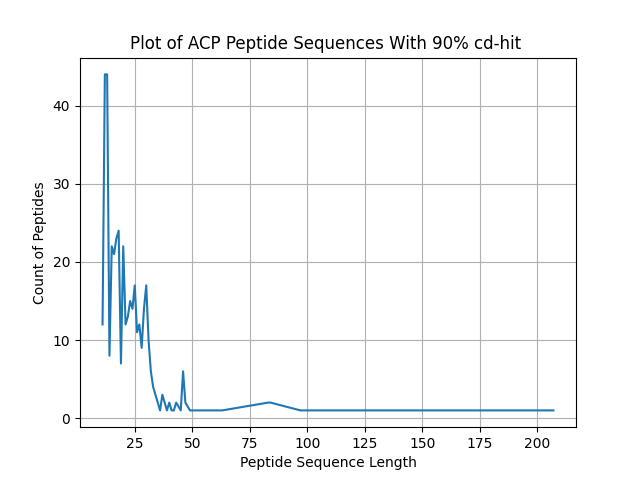 Plot of ACP Peptide Sequences With 90% cd-hit
Count of Peptides
40
30
20
10
0
25 50 75 100 125 150 175 200
Peptide Sequence Length